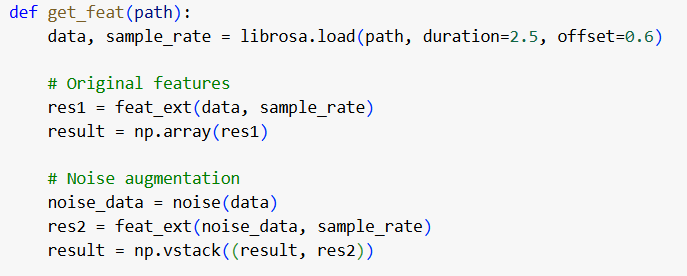 def get_feat(path):
    data, sample_rate = librosa.load(path, duration=2.5, offset=0.6)
    # Original features
    res1 = feat_ext(data, sample_rate)
    result = np.array(res1)
    # Noise augmentation
    noise_data = noise(data)
    res2 = feat_ext(noise_data, sample_rate)
    result = np.vstack((result, res2))